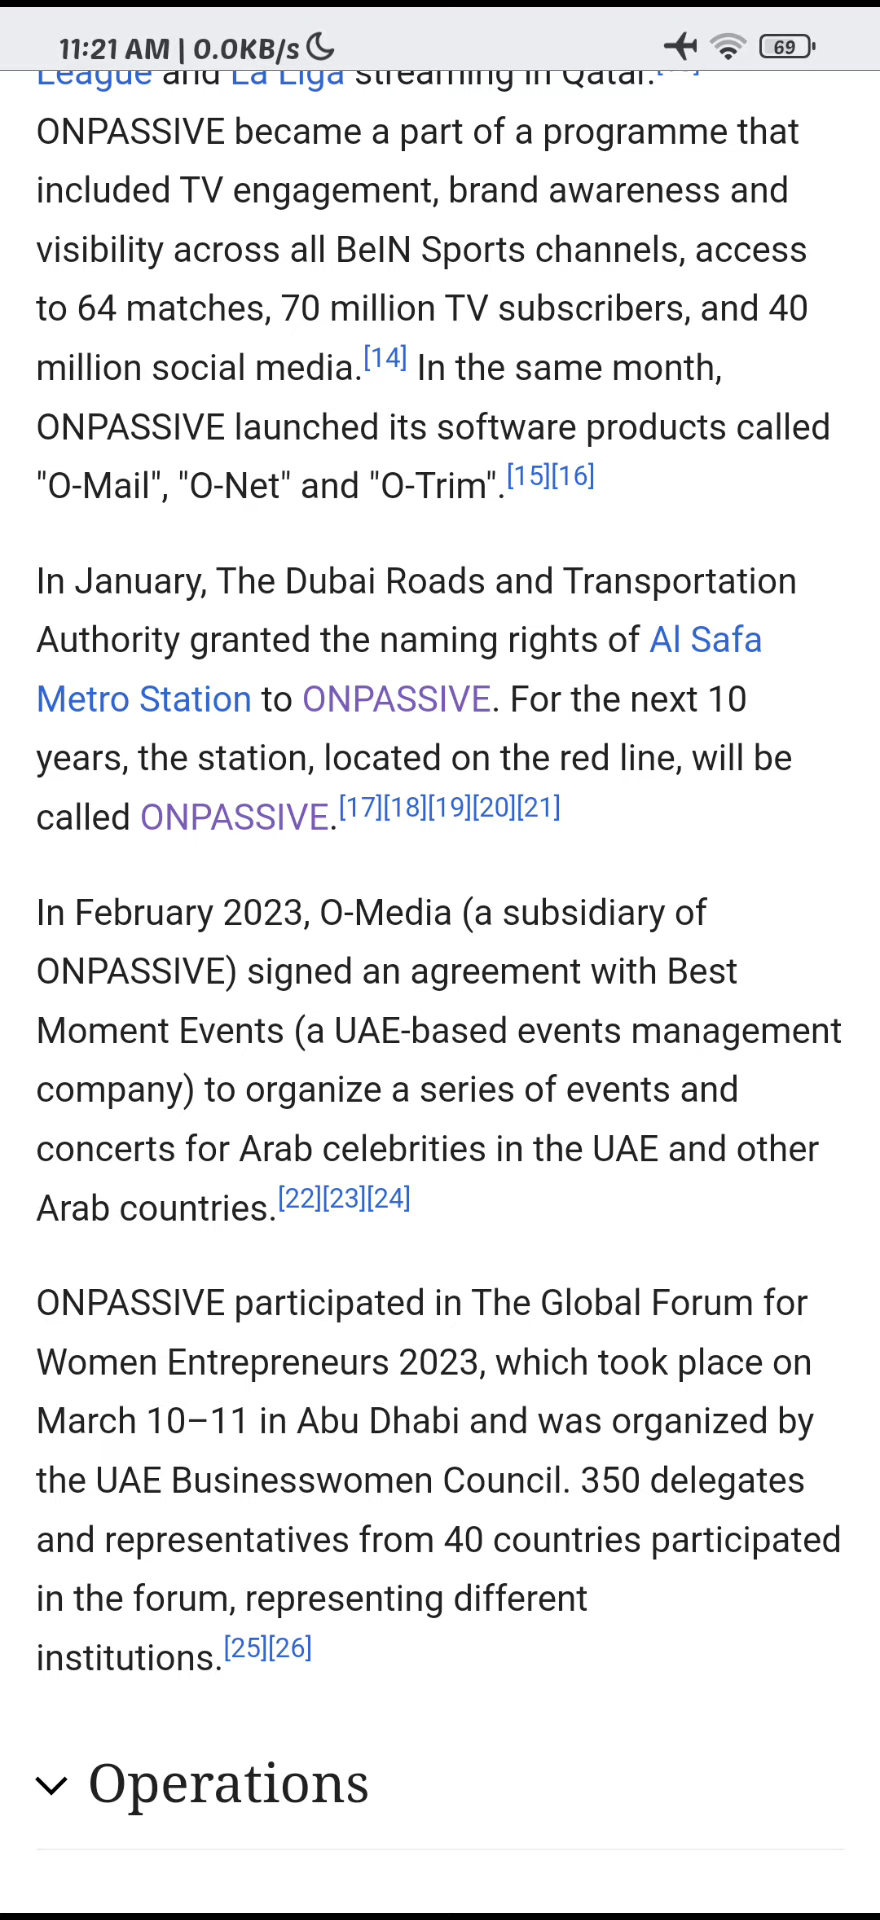 11:21 AM | 0.0KB/s
69
League and La Liga streaming in Qatar.
ONPASSIVE became a part of a programme that
included TV engagement, brand awareness and
visibility across all BeIN Sports channels, access
to 64 matches, 70 million TV subscribers, and 40
million social media.[14] In the same month,
ONPASSIVE launched its software products called
"O-Mail", "O-Net" and "O-Trim".[15][16]
In January, The Dubai Roads and Transportation
Authority granted the naming rights of Al Safa
Metro Station to ONPASSIVE. For the next 10
years, the station, located on the red line, will be
called ONPASSIVE.[17][18][19][20][21]
In February 2023, O-Media (a subsidiary of
ONPASSIVE) signed an agreement with Best
Moment Events (a UAE-based events management
company) to organize a series of events and
concerts for Arab celebrities in the UAE and other
Arab countries.[22][23][24]
ONPASSIVE participated in The Global Forum for
Women Entrepreneurs 2023, which took place on
March 10–11 in Abu Dhabi and was organized by
the UAE Businesswomen Council. 350 delegates
and representatives from 40 countries participated
in the forum, representing different
institutions.[25][26]
Operations